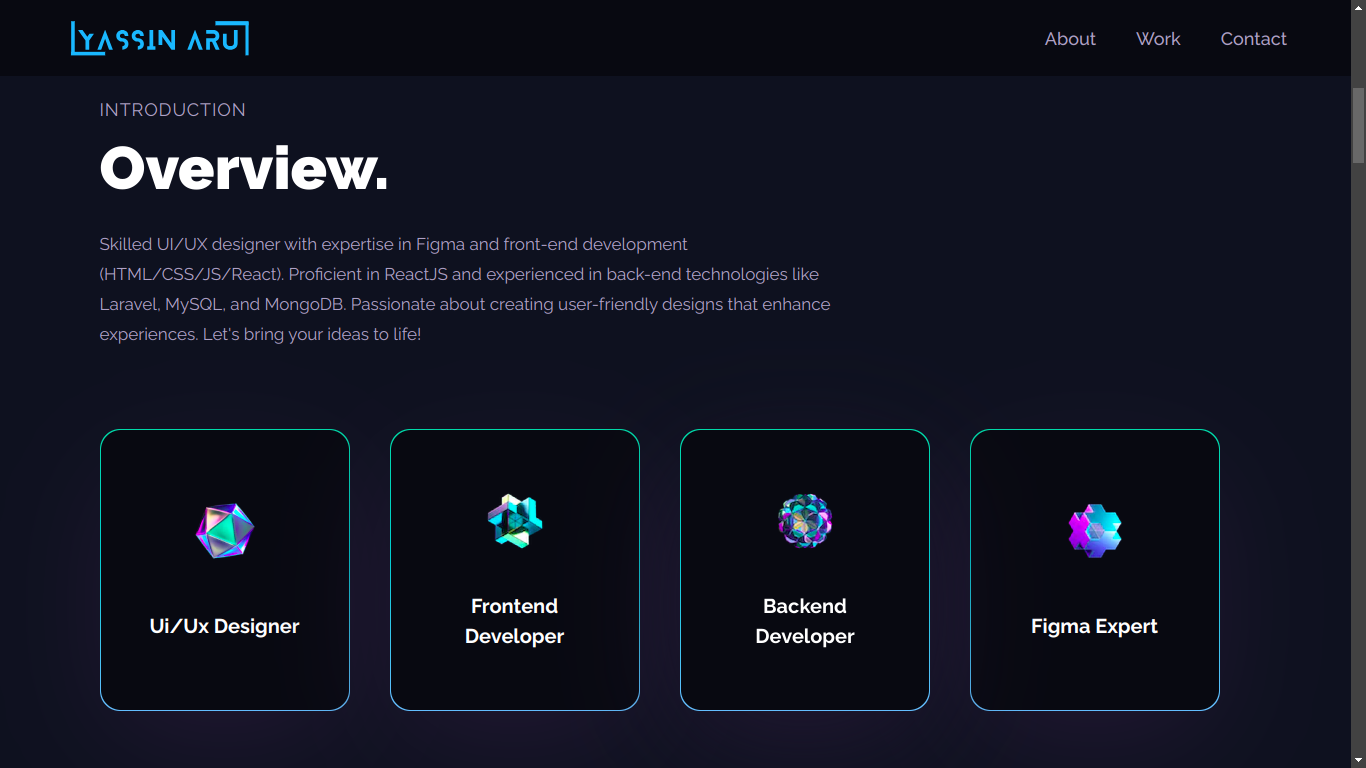 YASSIN ARU
About Work Contact
INTRODUCTION
Overview.
Skilled UI/UX designer with expertise in Figma and front-end development
(HTML/CSS/JS/React). Proficient in ReactJS and experienced in back-end technologies like
Laravel, MySQL, and MongoDB. Passionate about creating user-friendly designs that enhance
experiences. Let's bring your ideas to life!
Ui/Ux Designer
Frontend
Developer
Backend
Developer
Figma Expert